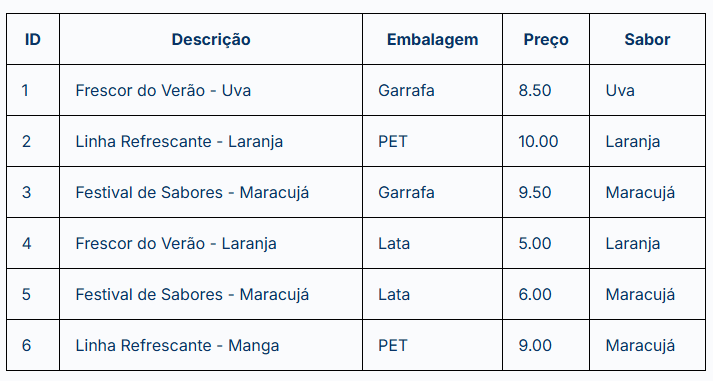 ID Descrição Embalagem Preço Sabor
1 Frescor do Verão - Uva Garrafa 8.50 Uva
2 Linha Refrescante - Laranja PET 10.00 Laranja
3 Festival de Sabores - Maracujá Garrafa 9.50 Maracujá
4 Frescor do Verão - Laranja Lata 5.00 Laranja
5 Festival de Sabores - Maracujá Lata 6.00 Maracujá
6 Linha Refrescante - Manga PET 9.00 Maracujá